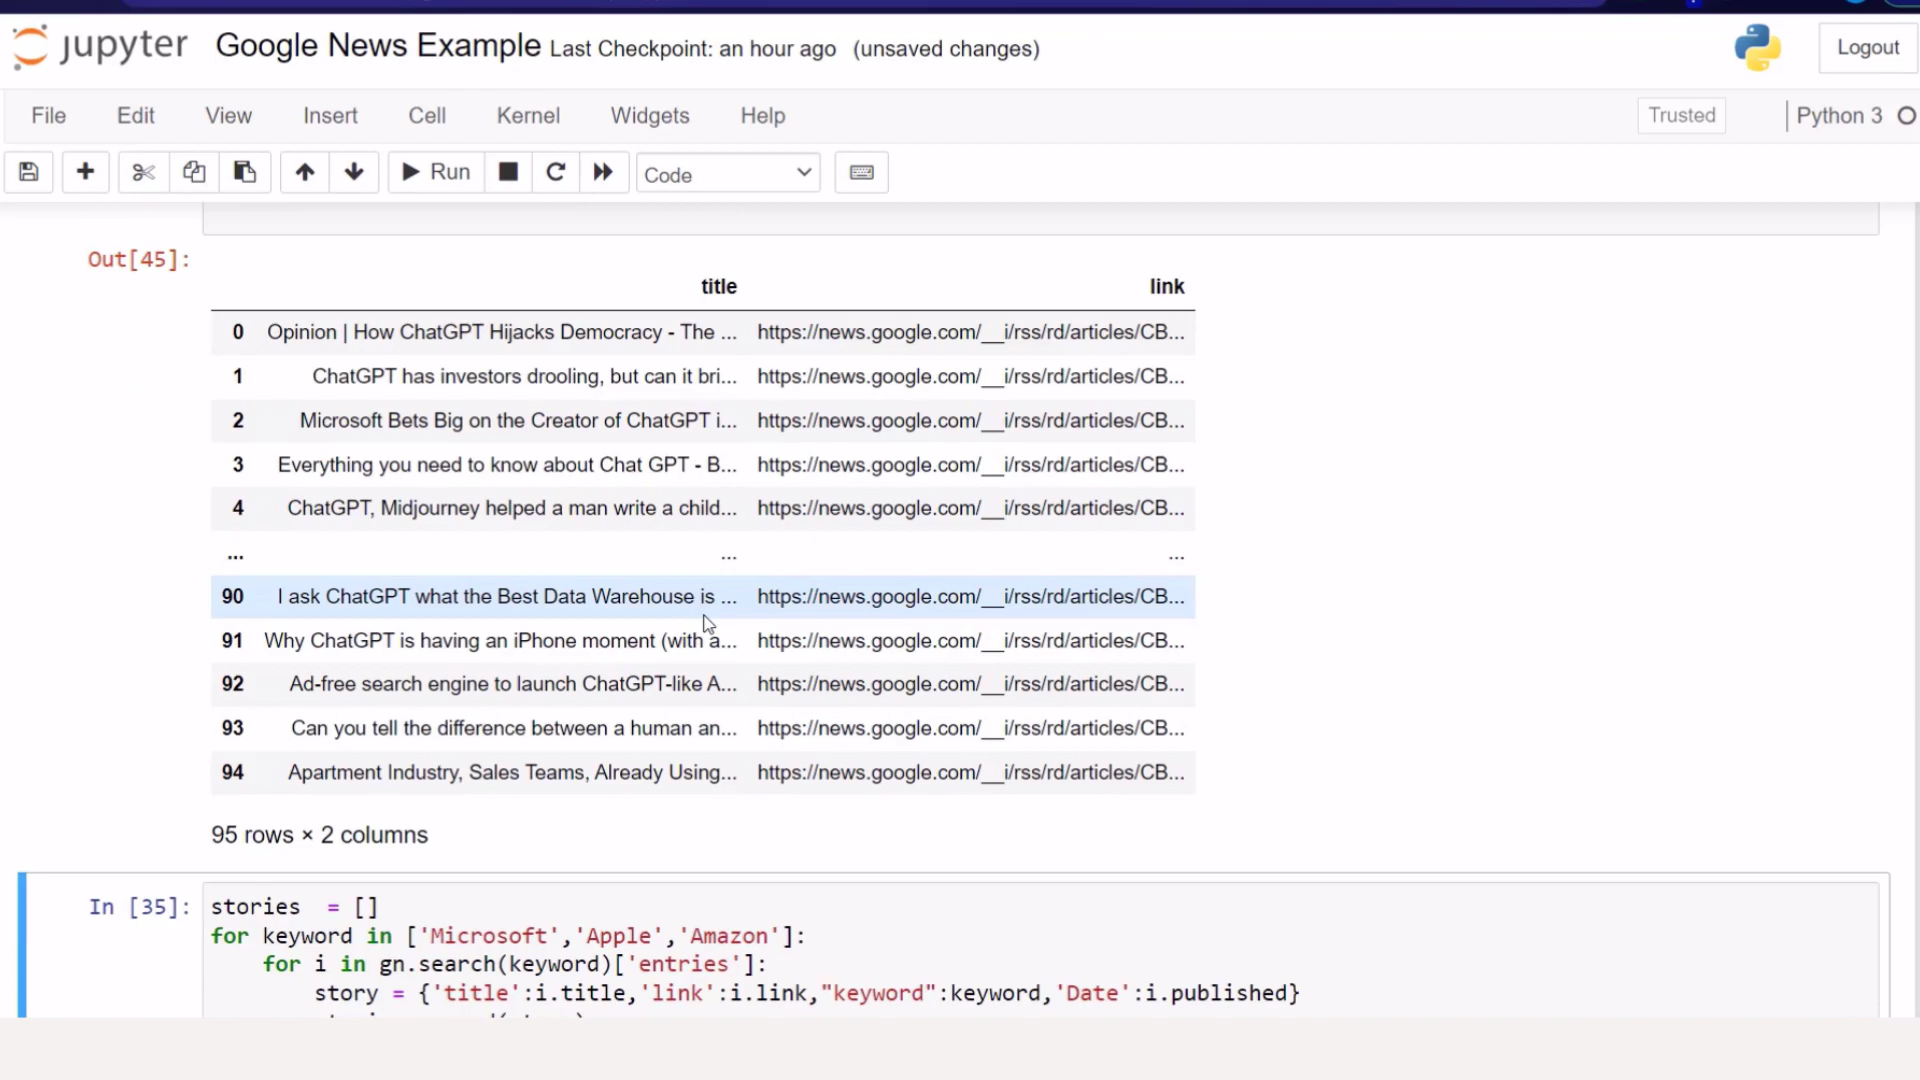 jupyter Google News Example Last Checkpoint: an hour ago (unsaved changes) Logout
File Edit View Insert Cell Kernel Widgets Help Trusted Python 3
Run Code
Out[45]:
title link
0 Opinion | How ChatGPT Hijacks Democracy - The ... https://news.google.com/__i/rss/rd/articles/CB...
1 ChatGPT has investors drooling, but can it bri... https://news.google.com/__i/rss/rd/articles/CB...
2 Microsoft Bets Big on the Creator of ChatGPT i... https://news.google.com/__i/rss/rd/articles/CB...
3 Everything you need to know about Chat GPT - B... https://news.google.com/__i/rss/rd/articles/CB...
4 ChatGPT, Midjourney helped a man write a child... https://news.google.com/__i/rss/rd/articles/CB...
... ... ...
90 I ask ChatGPT what the Best Data Warehouse is ... https://news.google.com/__i/rss/rd/articles/CB...
91 Why ChatGPT is having an iPhone moment (with a... https://news.google.com/__i/rss/rd/articles/CB...
92 Ad-free search engine to launch ChatGPT-like A... https://news.google.com/__i/rss/rd/articles/CB...
93 Can you tell the difference between a human an... https://news.google.com/__i/rss/rd/articles/CB...
94 Apartment Industry, Sales Teams, Already Using... https://news.google.com/__i/rss/rd/articles/CB...
95 rows × 2 columns
In [35]: stories = []
for keyword in ['Microsoft','Apple','Amazon']:
for i in gn.search(keyword)['entries']:
story = {'title':i.title,'link':i.link,"keyword":keyword,'Date':i.published}